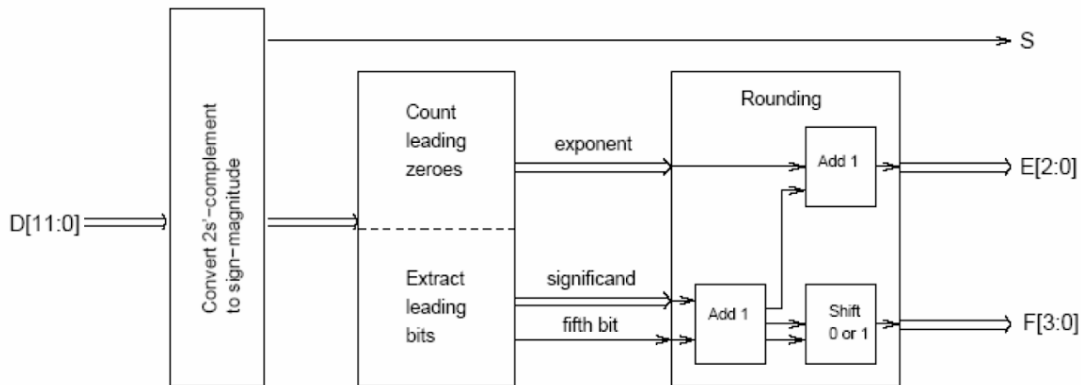 D[11:0]
Convert 2s'-complement
to sign-magnitude
Count
leading
zeroes
Extract
leading
bits
exponent
significand
fifth bit
Rounding
Add 1
Add 1
Shift
0 or 1
S
E[2:0]
F[3:0]